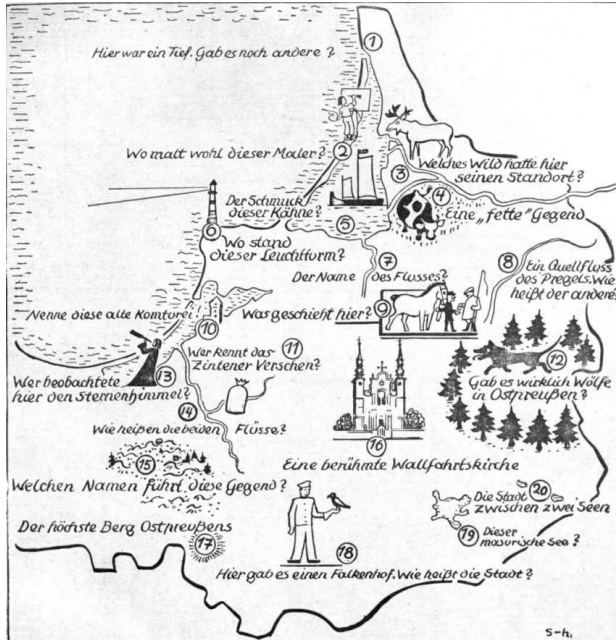 1
Hier war ein Tief. Gab es noch andere?
Wo malt wohl dieser Maler?
2
3
Welches Wild hatte hier
seinen Standort?
4
Eine „fette“ Gegend
Der Schmuck
dieser Kähne?
5
6
Wo stand
dieser Leuchtturm?
7
Der Name des Flusses?
8
Ein Quellfluss
des Pregels. Wie
heißt der andere?
Nenne diese alte Komturei!
10
Was geschieht hier?
9
Wer kennt das
Zintener Verschen?
11
12
Gab es wirklich Wölfe
in Ostpreußen?
Wer beobachtete
hier den Sternenhimmel?
13
14
Wie heißen die beiden Flüsse?
15
Welchen Namen führt diese Gegend?
16
Eine berühmte Wallfahrtskirche
Der höchste Berg Ostpreußens
17
18
Hier gab es einen Falkenhof. Wie heißt die Stadt?
Die Stadt
20
zwischen zwei Seen
19
Dieser
masurische See?
S-h,